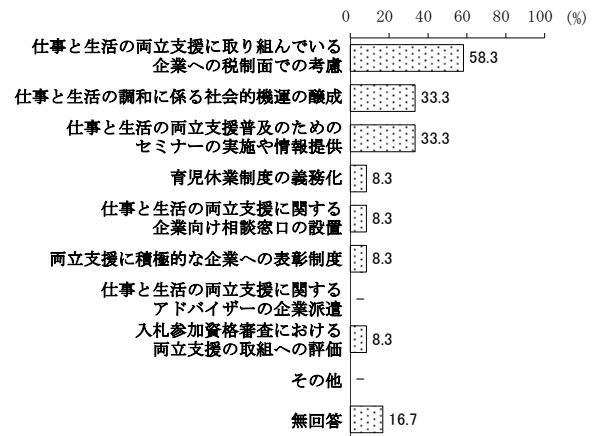 0 20 40 60 80 100 (%)
仕事と生活の両立支援に取り組んでいる
企業への税制面での考慮
58.3
仕事と生活の調和に係る社会的機運の醸成
33.3
仕事と生活の両立支援普及のための
セミナーの実施や情報提供
33.3
育児休業制度の義務化
8.3
仕事と生活の両立支援に関する
企業向け相談窓口の設置
8.3
両立支援に積極的な企業への表彰制度
8.3
仕事と生活の両立支援に関する
アドバイザーの企業派遣
-
入札参加資格審査における
両立支援の取組への評価
8.3
その他
-
無回答
16.7